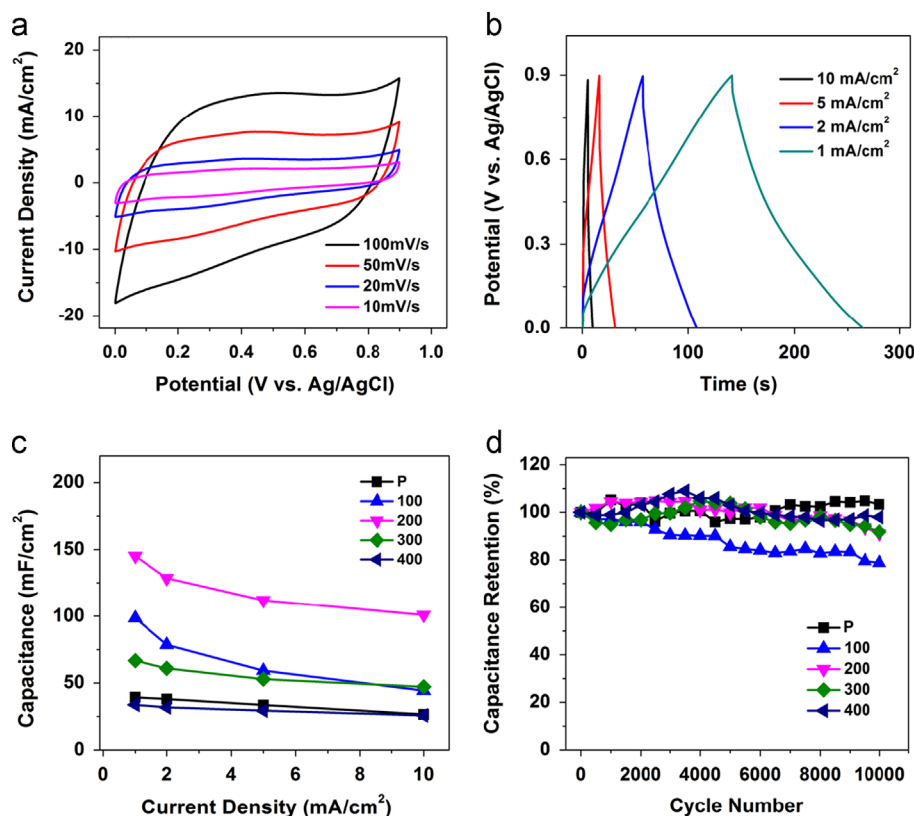 a
Current Density (mA/cm²)
20
10
0
-10
-20
100mV/s
50mV/s
20mV/s
10mV/s
0.0 0.2 0.4 0.6 0.8 1.0
Potential (V vs. Ag/AgCl)
b
Potential (V vs. Ag/AgCl)
0.9
0.6
0.3
0.0
10 mA/cm²
5 mA/cm²
2 mA/cm²
1 mA/cm²
0 100 200 300
Time (s)
c
Capacitance (mF/cm²)
200
150
100
50
0
P
100
200
300
400
0 2 4 6 8 10
Current Density (mA/cm²)
d
Capacitance Retention (%)
120
100
80
60
40
20
0
P
100
200
300
400
0 2000 4000 6000 8000 10000
Cycle Number